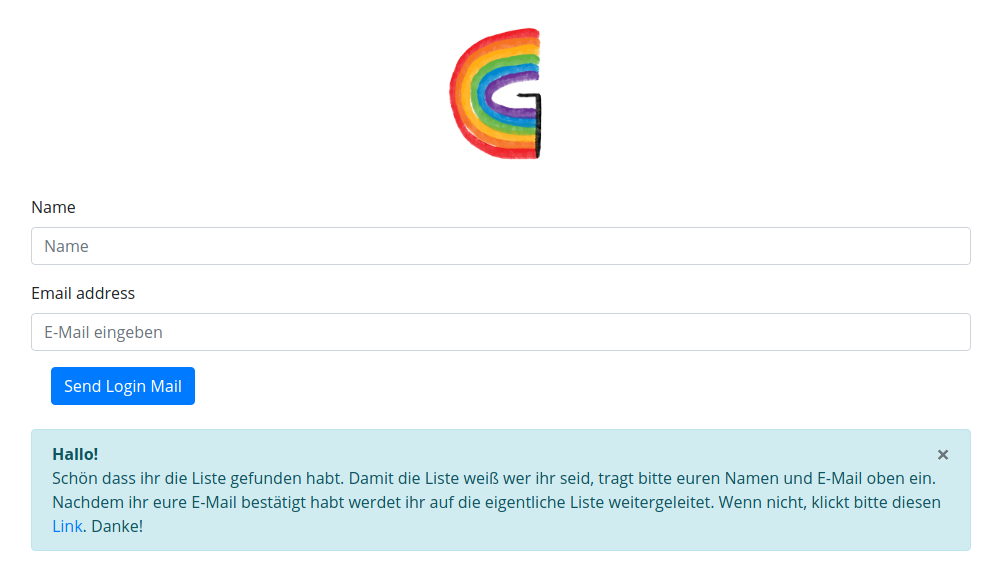 G
Name
Name
Email address
E-Mail eingeben
Send Login Mail
Hallo!
×
Schön dass ihr die Liste gefunden habt. Damit die Liste weiß wer ihr seid, tragt bitte euren Namen und E-Mail oben ein.
Nachdem ihr eure E-Mail bestätigt habt werdet ihr auf die eigentliche Liste weitergeleitet. Wenn nicht, klickt bitte diesen
Link. Danke!